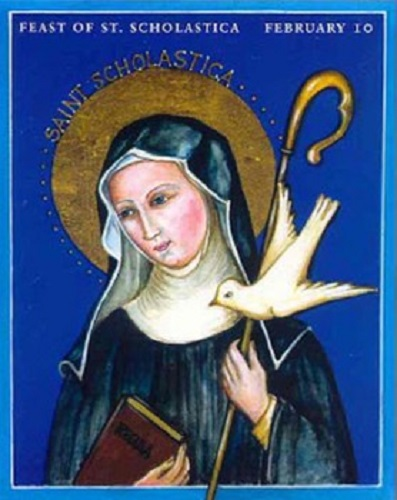 FEAST OF ST. SCHOLASTICA FEBRUARY 10
SAINT SCHOLASTICA